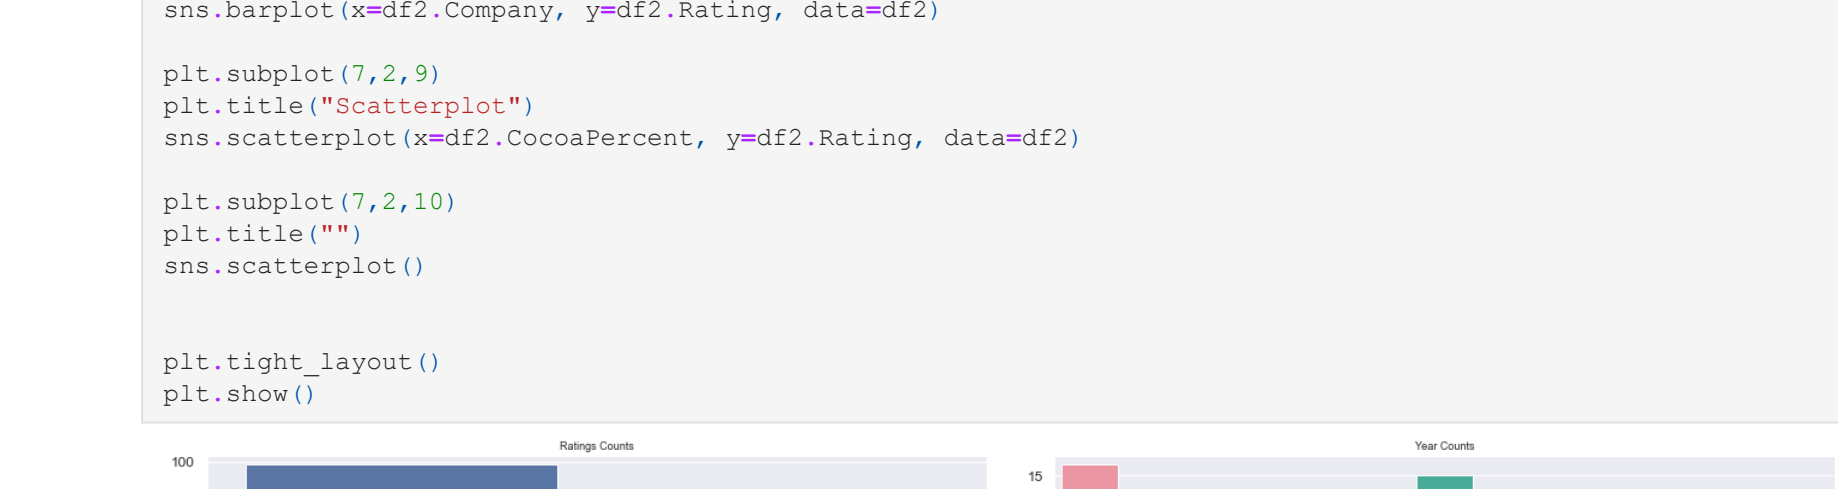 sns.barplot(x=df2.Company, y=df2.Rating, data=df2)
plt.subplot(7,2,9)
plt.title("Scatterplot")
sns.scatterplot(x=df2.CocoaPercent, y=df2.Rating, data=df2)
plt.subplot(7,2,10)
plt.title("")
sns.scatterplot()
plt.tight_layout()
plt.show()
Ratings Counts
100
Year Counts
15